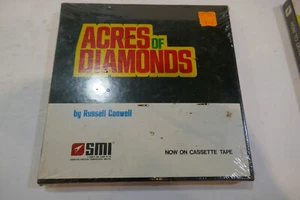 ACRES OF
DIAMONDS
by Russell Conwell
SMI
NOW ON CASSETTE TAPE